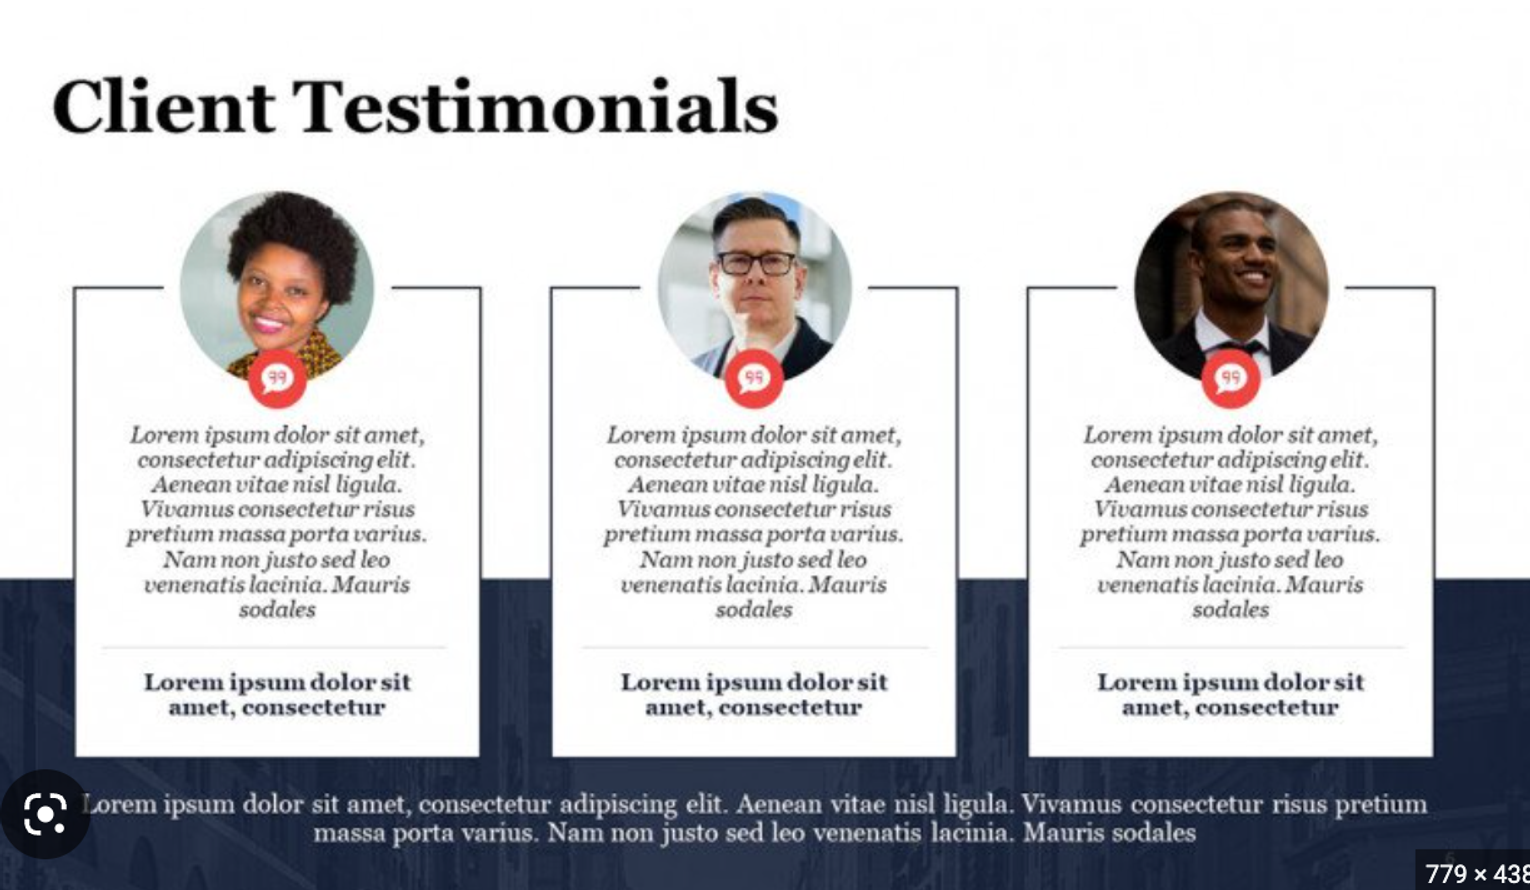 Client Testimonials
Lorem ipsum dolor sit amet,
consectetur adipiscing elit.
Aenean vitae nisl ligula.
Vivamus consectetur risus
pretium massa porta varius.
Nam non justo sed leo
venenatis lacinia. Mauris
sodales
Lorem ipsum dolor sit
amet, consectetur
Lorem ipsum dolor sit amet,
consectetur adipiscing elit.
Aenean vitae nisl ligula.
Vivamus consectetur risus
pretium massa porta varius.
Nam non justo sed leo
venenatis lacinia. Mauris
sodales
Lorem ipsum dolor sit
amet, consectetur
Lorem ipsum dolor sit amet,
consectetur adipiscing elit.
Aenean vitae nisl ligula.
Vivamus consectetur risus
pretium massa porta varius.
Nam non justo sed leo
venenatis lacinia. Mauris
sodales
Lorem ipsum dolor sit
amet, consectetur
Lorem ipsum dolor sit amet, consectetur adipiscing elit. Aenean vitae nisl ligula. Vivamus consectetur risus pretium
massa porta varius. Nam non justo sed leo venenatis lacinia. Mauris sodales
779 × 438